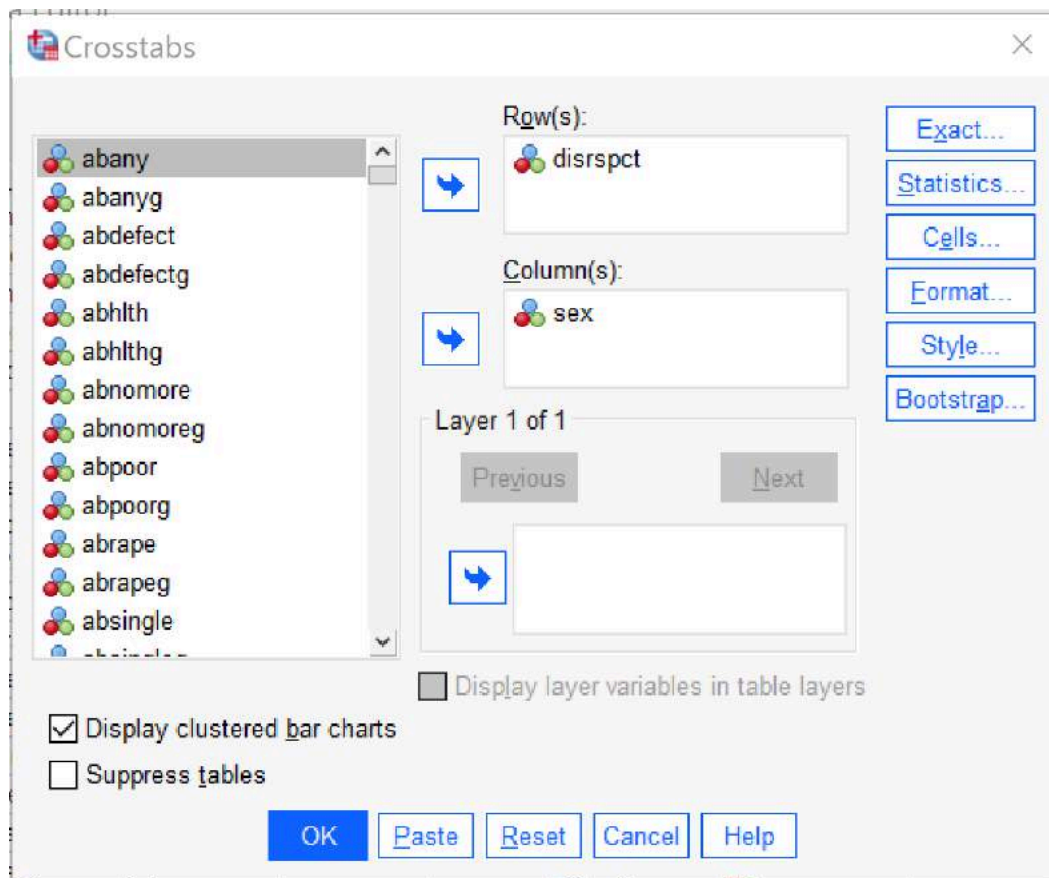 Crosstabs
abany
abanyg
abdefect
abdefectg
abhlth
abhlthg
abnomore
abnomoreg
abpoor
abpoorg
abrape
abrapeg
absingle
Row(s):
disrspct
Column(s):
sex
Layer 1 of 1
Previous Next
Display layer variables in table layers
Exact...
Statistics...
Cells...
Format...
Style...
Bootstrap...
Display clustered bar charts
Suppress tables
OK Paste Reset Cancel Help